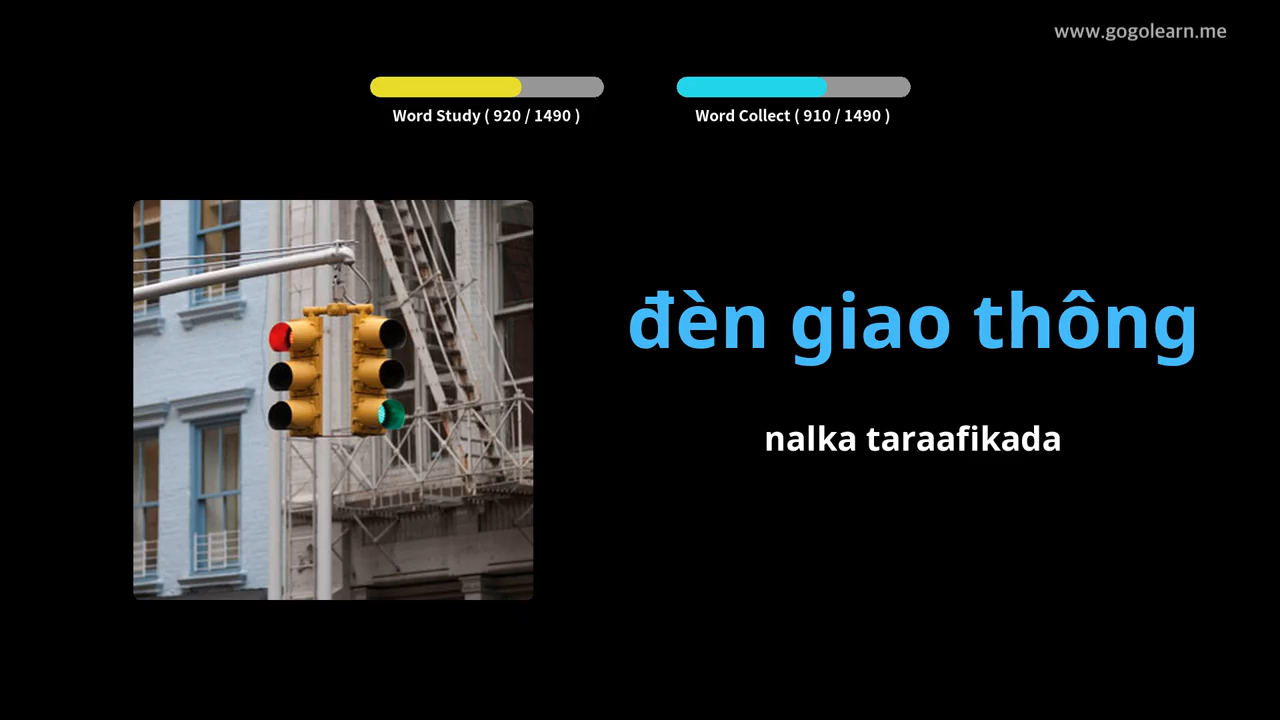 www.gogolearn.me
Word Study ( 920 / 1490 )
Word Collect ( 910 / 1490 )
đèn giao thông
nalka taraafikada